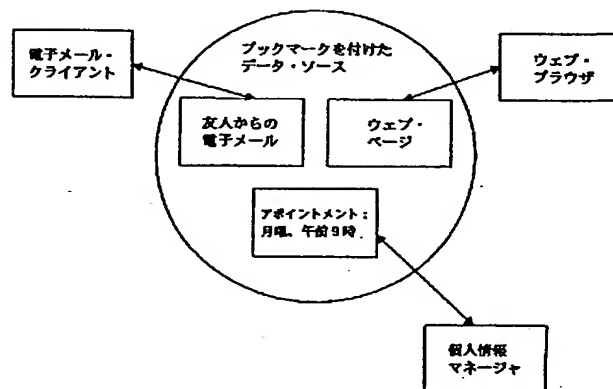 電子メール・
クライアント
ブックマークを付けた
データ・ソース
ウェブ・
ブラウザ
友人からの
電子メール
ウェブ・
ページ
アポイントメント：
月曜、午前9時
個人情報
マネージャ